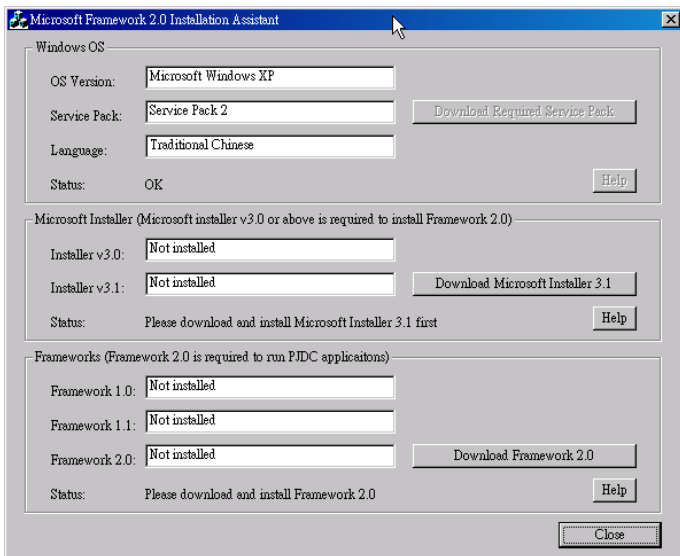 Microsoft Framework 2.0 Installation Assistant
Windows OS
OS Version: Microsoft Windows XP
Service Pack: Service Pack 2 Download Required Service Pack
Language: Traditional Chinese
Status: OK Help
Microsoft Installer (Microsoft installer v3.0 or above is required to install Framework 2.0)
Installer v3.0: Not installed
Installer v3.1: Not installed Download Microsoft Installer 3.1
Status: Please download and install Microsoft Installer 3.1 first Help
Frameworks (Framework 2.0 is required to run PJDC applicaitons)
Framework 1.0: Not installed
Framework 1.1: Not installed
Framework 2.0: Not installed Download Framework 2.0
Status: Please download and install Framework 2.0 Help
Close